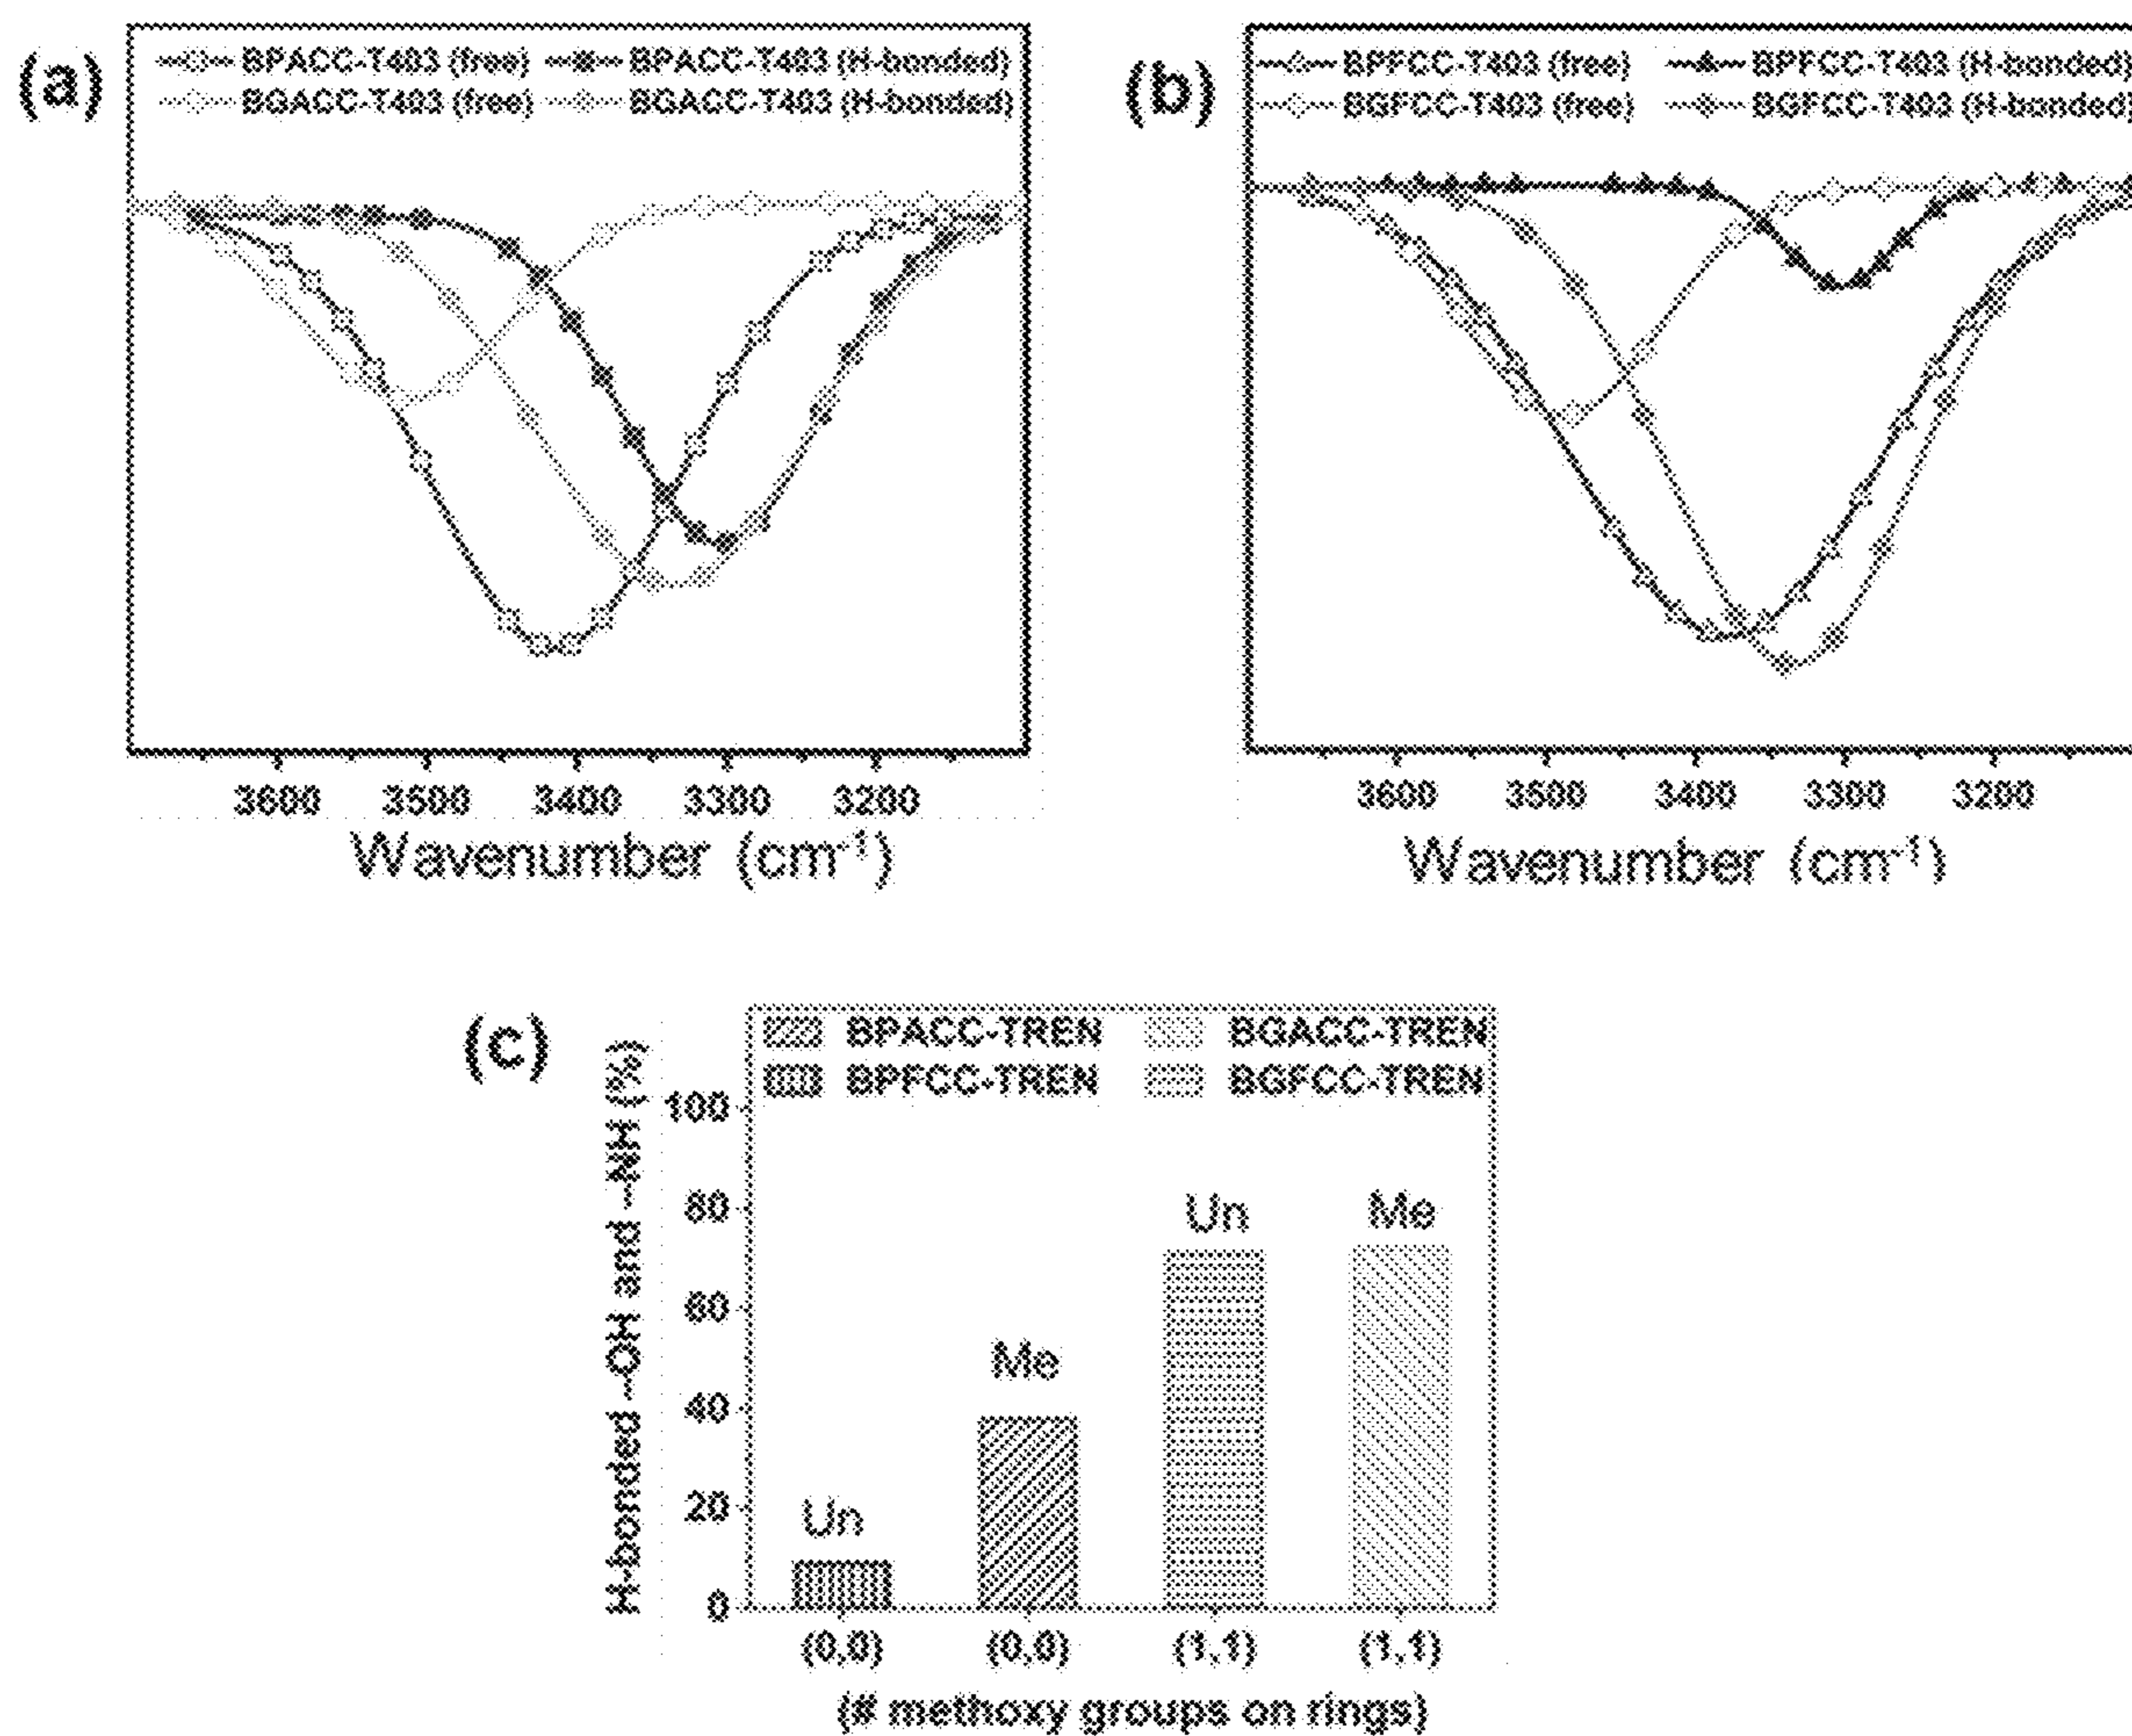 (a)
BPACC-T403 (free) BPACC-T403 (H-bonded)
BGACC-T403 (free) BGACC-T403 (H-bonded)
3600 3500 3400 3300 3200
Wavenumber (cm-1)
(b)
BPFCC-T403 (free) BPFCC-T403 (H-bonded)
BGFCC-T403 (free) BGFCC-T403 (H-bonded)
3600 3500 3400 3300 3200
Wavenumber (cm-1)
(c)
BPACC-TREN BGACC-TREN
BPFCC-TREN BGFCC-TREN
H-bonded –OH and –NH (%)
100
80
60
40
20
0
Un
Me
Un
Me
(0,0) (0,0) (1,1) (1,1)
(# methoxy groups on rings)